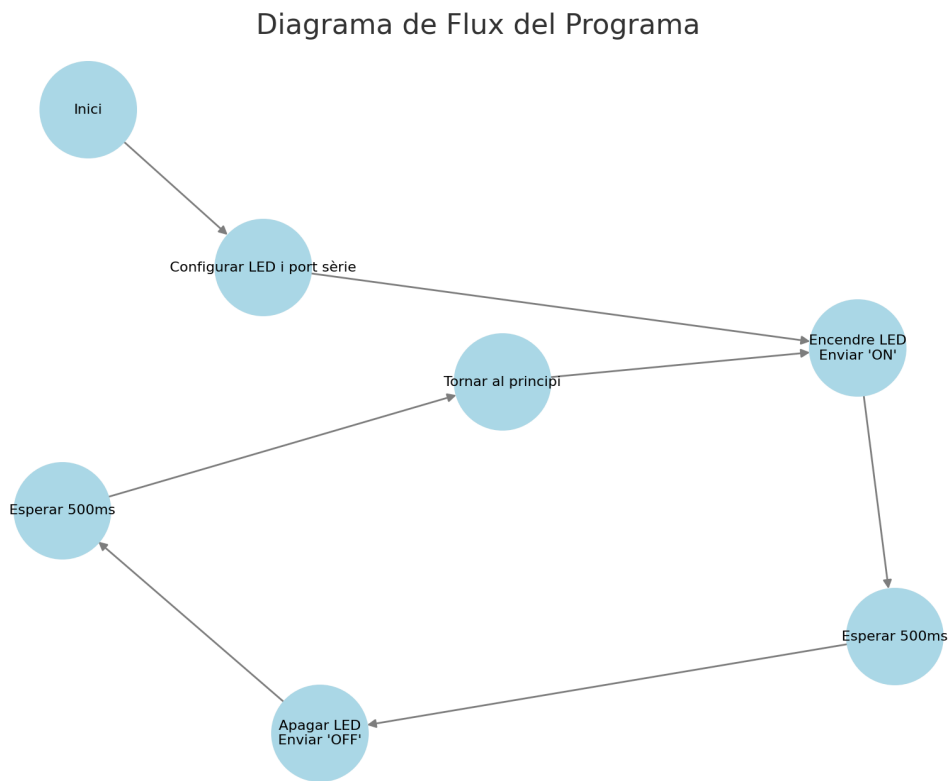 Diagrama de Flux del Programa
Inici
Configurar LED i port sèrie
Encendre LED
Enviar 'ON'
Tornar al principi
Esperar 500ms
Esperar 500ms
Apagar LED
Enviar 'OFF'